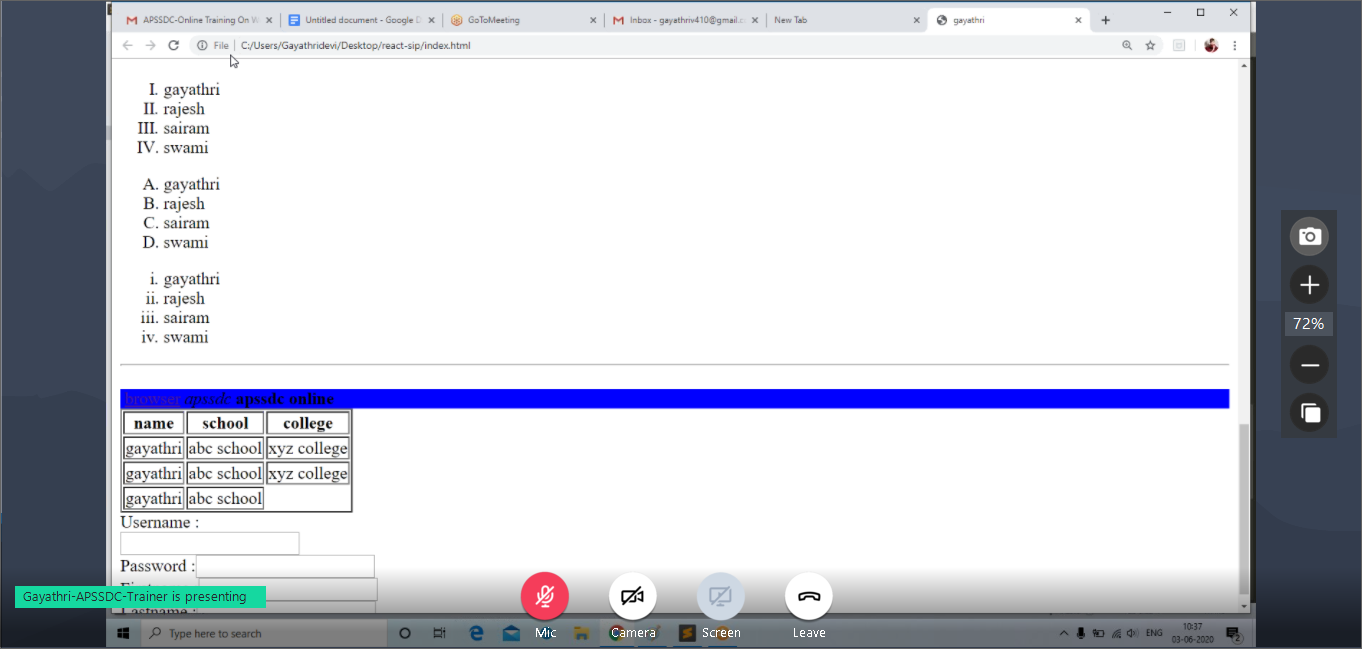 APSSDC-Online Training On W
Untitled document - Google D
GoToMeeting
Inbox - gayathriv410@gmail.c
New Tab
gayathri
File
C:/Users/Gayathridevi/Desktop/react-sip/index.html
I. gayathri
II. rajesh
III. sairam
IV. swami
A. gayathri
B. rajesh
C. sairam
D. swami
i. gayathri
ii. rajesh
iii. sairam
iv. swami
browser apssdc apssdc online
name school college
gayathri abc school xyz college
gayathri abc school xyz college
gayathri abc school
Username :
Password :
Lastname :
72%
Gayathri-APSSDC-Trainer is presenting
Mic Camera Screen Leave
Type here to search
ENG
10:37
03-06-2020
2